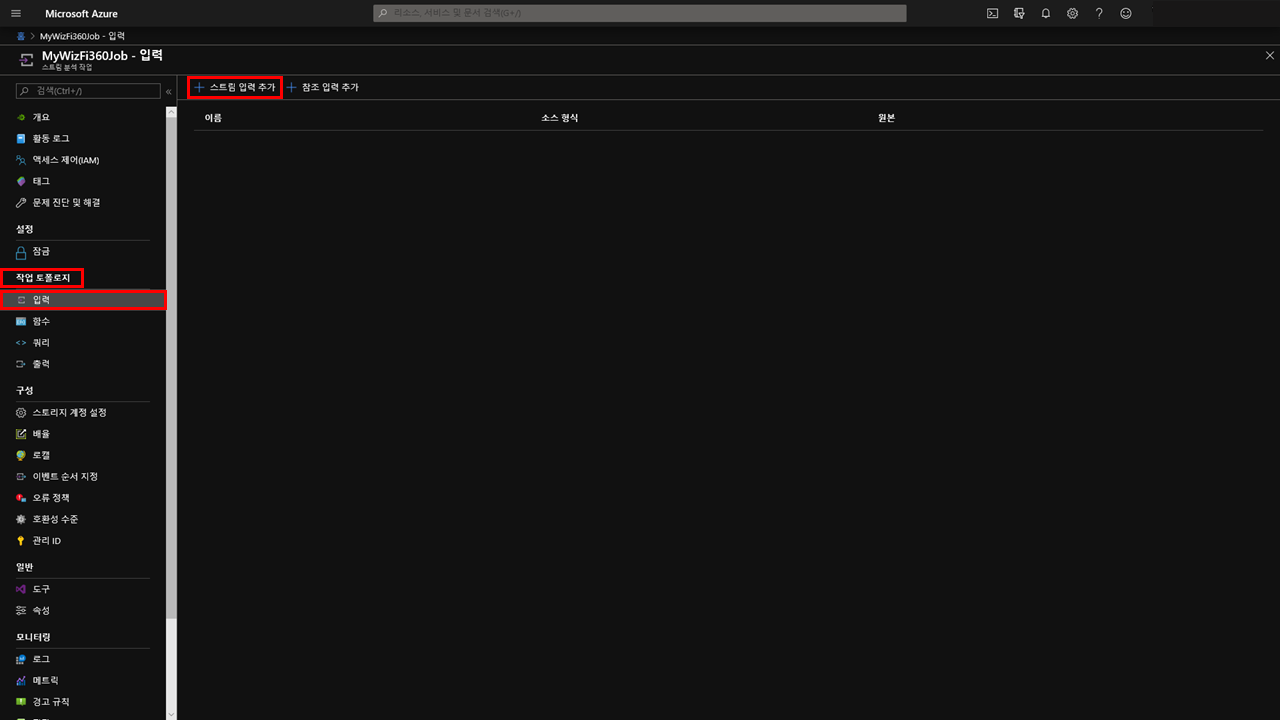 Microsoft Azure
리소스, 서비스 및 문서 검색(G+/)
홈 > MyWizFi360Job - 입력
MyWizFi360Job - 입력
스트림 분석 작업
검색(Ctrl+/)
«
개요
활동 로그
액세스 제어(IAM)
태그
문제 진단 및 해결
설정
잠금
작업 토폴로지
입력
함수
쿼리
출력
구성
스토리지 계정 설정
배율
로캘
이벤트 순서 지정
오류 정책
호환성 수준
관리 ID
일반
도구
속성
모니터링
로그
메트릭
경고 규칙
스트림 입력 추가
참조 입력 추가
이름 소스 형식 원본